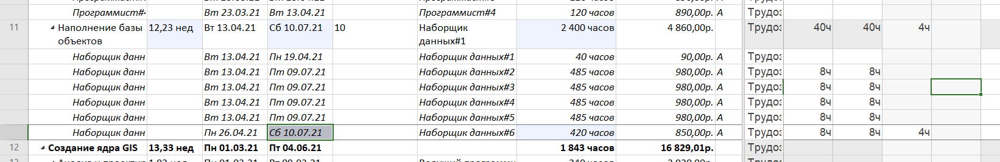 Программист#4 Вт 23.03.21 Вт 13.04.21 Программист#4 120 часов 890,00р. А Трудоз
11 Наполнение базы объектов 12,23 нед Вт 13.04.21 Сб 10.07.21 10 Наборщик данных#1 2 400 часов 4 860,00р. Трудоз 40ч 40ч 4ч
Наборщик данн Вт 13.04.21 Пн 19.04.21 Наборщик данных#1 40 часов 90,00р. А Трудоз
Наборщик данн Вт 13.04.21 Пт 09.07.21 Наборщик данных#2 485 часов 980,00р. А Трудоз 8ч 8ч
Наборщик данн Вт 13.04.21 Пт 09.07.21 Наборщик данных#3 485 часов 980,00р. А Трудоз 8ч 8ч
Наборщик данн Вт 13.04.21 Пт 09.07.21 Наборщик данных#4 485 часов 980,00р. А Трудоз 8ч 8ч
Наборщик данн Вт 13.04.21 Пт 09.07.21 Наборщик данных#5 485 часов 980,00р. А Трудоз 8ч 8ч
Наборщик данн Пн 26.04.21 Сб 10.07.21 Наборщик данных#6 420 часов 850,00р. А Трудоз 8ч 8ч 4ч
12 Создание ядра GIS 13,33 нед Пн 01.03.21 Пт 04.06.21 1 843 часов 16 829,01р. Трудоз